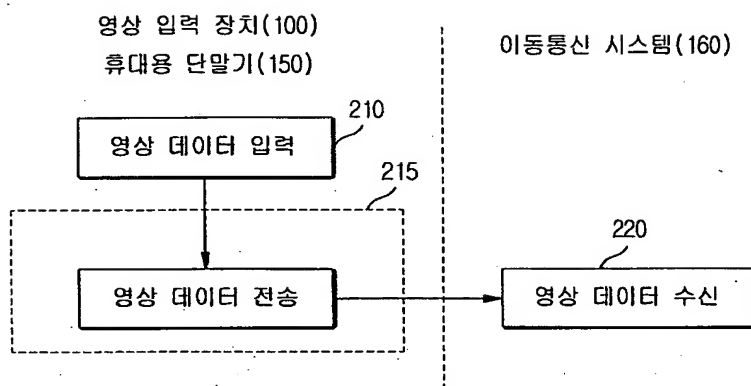 영상 입력 장치(100)
휴대용 단말기(150)
이동통신 시스템(160)
210
영상 데이터 입력
215
220
영상 데이터 전송
영상 데이터 수신